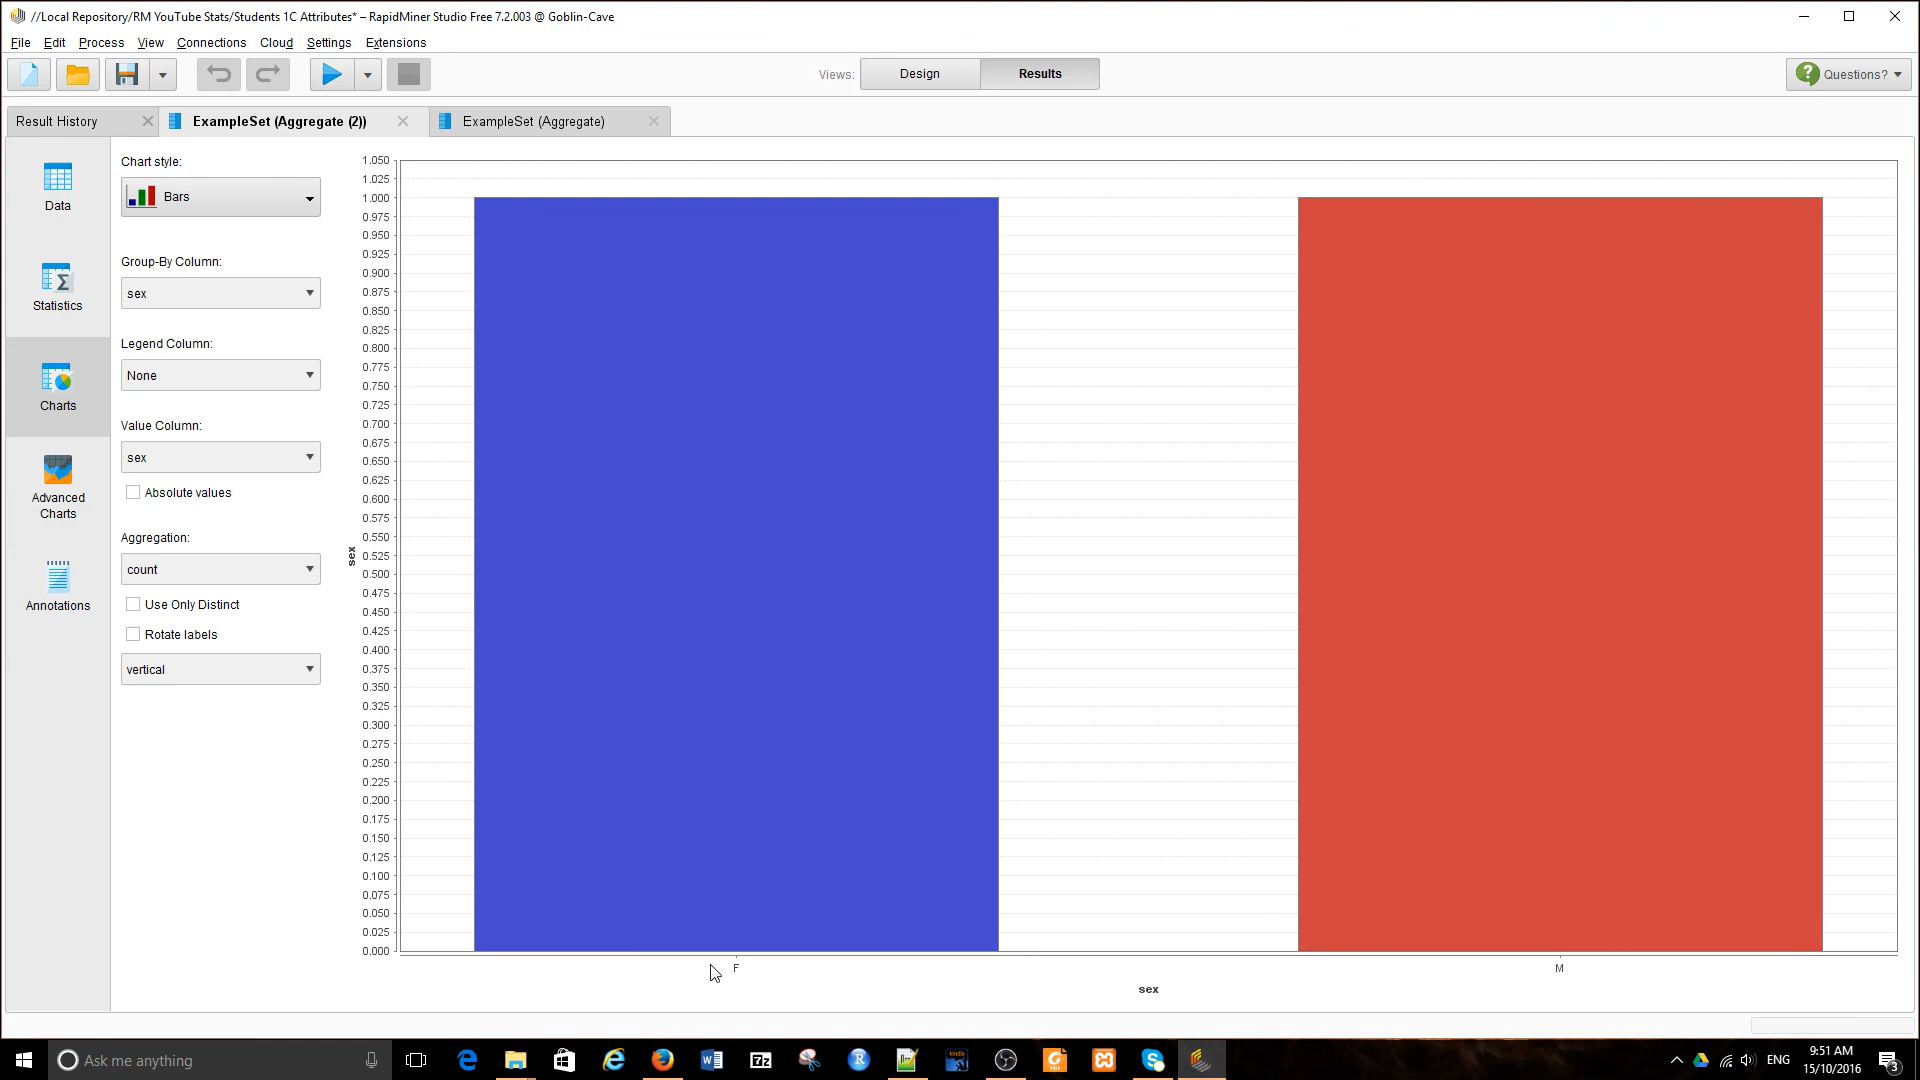 //Local Repository/RM YouTube Stats/Students 1C Attributes* – RapidMiner Studio Free 7.2.003 @ Goblin-Cave
File Edit Process View Connections Cloud Settings Extensions
Views: Design Results
Questions?
Result History
ExampleSet (Aggregate (2))
ExampleSet (Aggregate)
Data
Statistics
Charts
Advanced
Charts
Annotations
Chart style:
Bars
Group-By Column:
sex
Legend Column:
None
Value Column:
sex
Absolute values
Aggregation:
count
Use Only Distinct
Rotate labels
vertical
sex
1.050
1.025
1.000
0.975
0.950
0.925
0.900
0.875
0.850
0.825
0.800
0.775
0.750
0.725
0.700
0.675
0.650
0.625
0.600
0.575
0.550
0.525
0.500
0.475
0.450
0.425
0.400
0.375
0.350
0.325
0.300
0.275
0.250
0.225
0.200
0.175
0.150
0.125
0.100
0.075
0.050
0.025
0.000
F M
sex
Ask me anything
7z
R
kindle
ENG
9:51 AM
15/10/2016
3